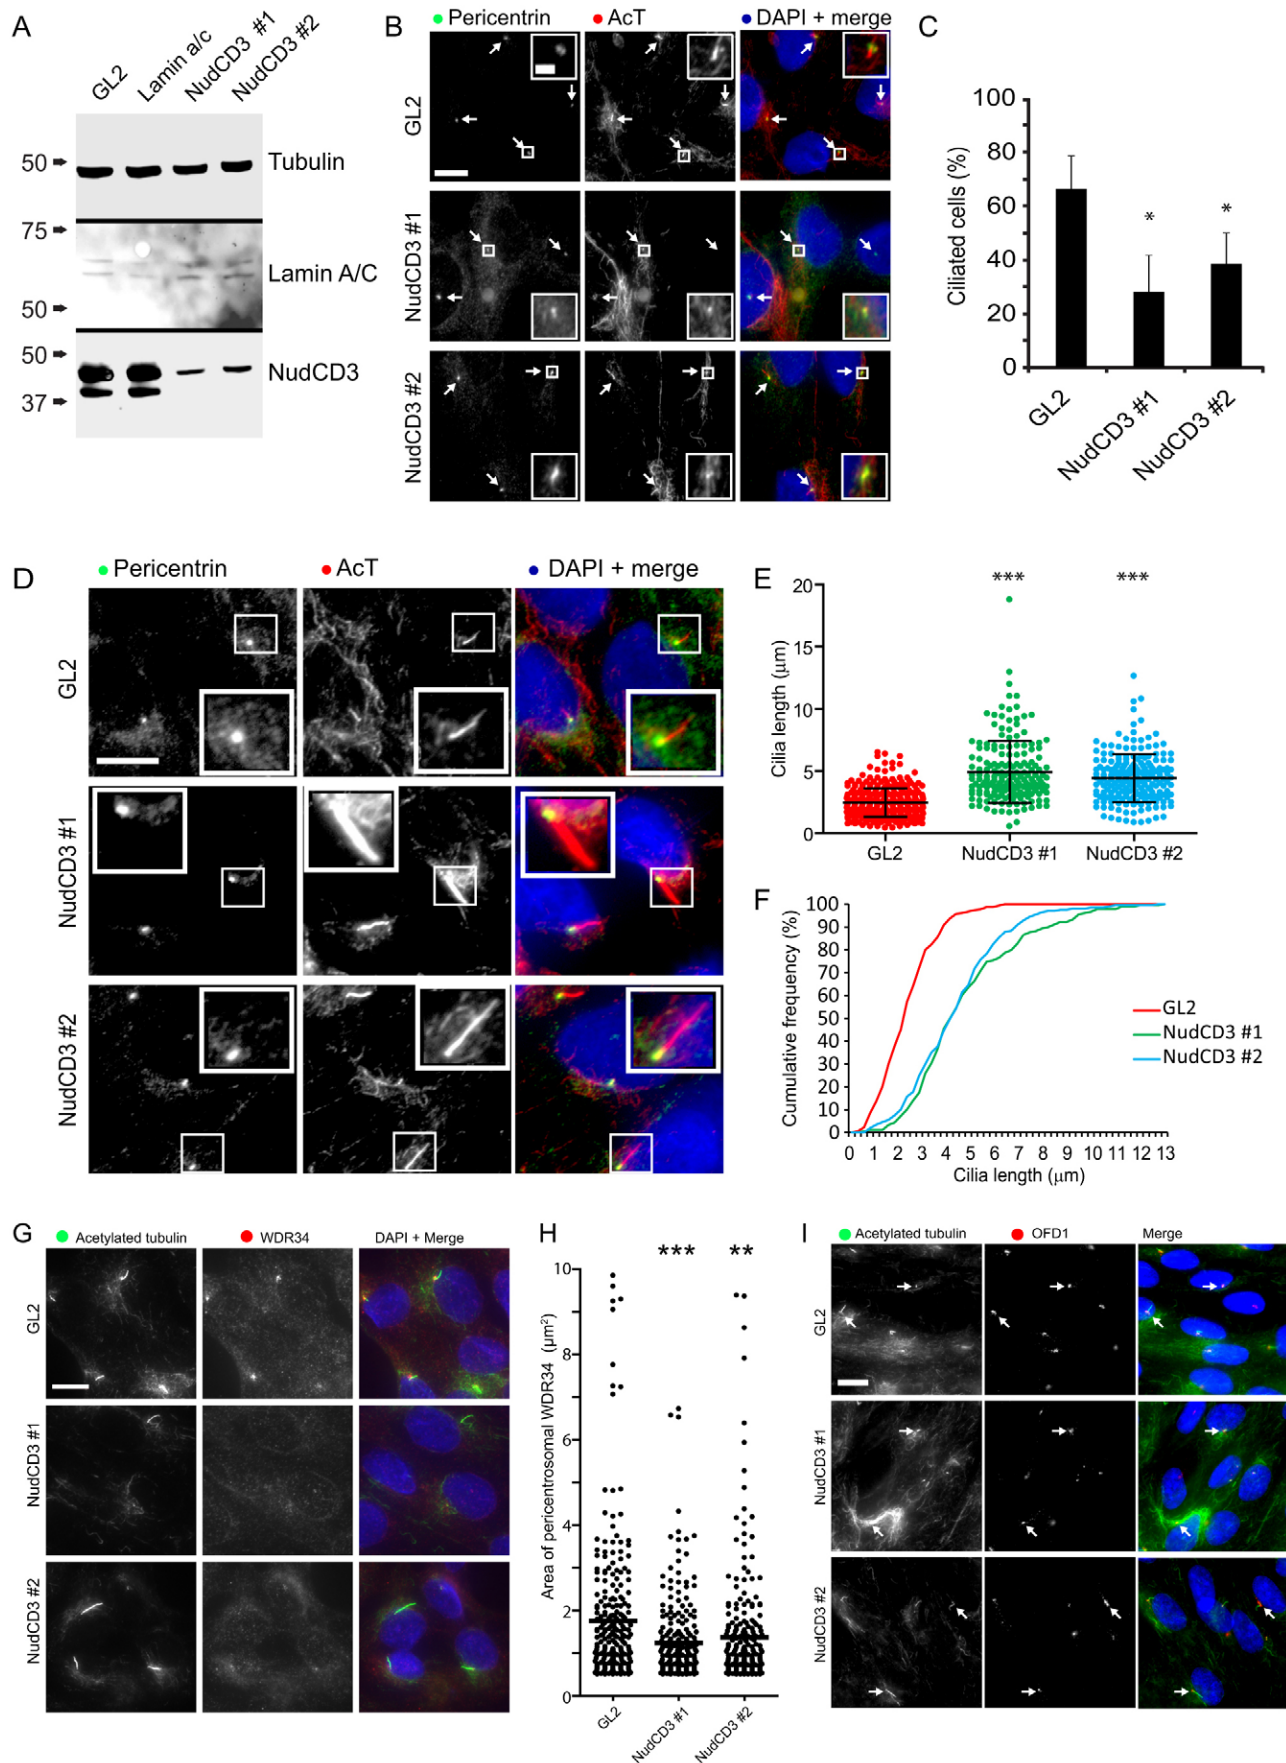 A
GL2
Lamin a/c
NudCD3 #1
NudCD3 #2
50
Tubulin
75
Lamin A/C
50
50
NudCD3
37
B
Pericentrin
AcT
DAPI + merge
GL2
NudCD3 #1
NudCD3 #2
C
Ciliated cells (%)
100
80
60
40
20
0
*
*
GL2
NudCD3 #1
NudCD3 #2
D
Pericentrin
AcT
DAPI + merge
GL2
NudCD3 #1
NudCD3 #2
E
Cilia length (μm)
20
15
10
5
0
***
***
GL2
NudCD3 #1
NudCD3 #2
F
Cumulative frequency (%)
100
90
80
70
60
50
40
30
20
10
0
GL2
NudCD3 #1
NudCD3 #2
0 1 2 3 4 5 6 7 8 9 10 11 12 13
Cilia length (μm)
G
Acetylated tubulin
WDR34
DAPI + Merge
GL2
NudCD3 #1
NudCD3 #2
H
Area of pericentrosomal WDR34 (μm²)
*** **
10
8
6
4
2
0
GL2
NudCD3 #1
NudCD3 #2
I
Acetylated tubulin
OFD1
Merge
GL2
NudCD3 #1
NudCD3 #2